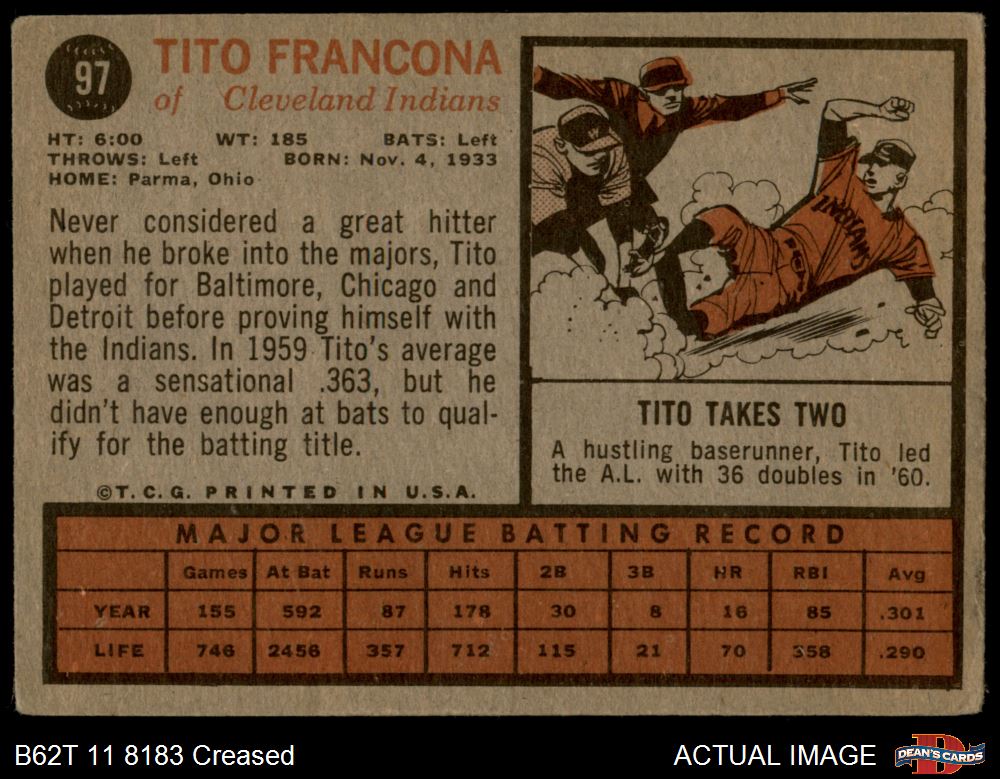 97
TITO FRANCONA
of Cleveland Indians
HT: 6:00 WT: 185 BATS: Left
THROWS: Left BORN: Nov. 4, 1933
HOME: Parma, Ohio
Never considered a great hitter
when he broke into the majors, Tito
played for Baltimore, Chicago and
Detroit before proving himself with
the Indians. In 1959 Tito's average
was a sensational .363, but he
didn't have enough at bats to qual-
ify for the batting title.
©T.C.G. PRINTED IN U.S.A.
INDIANS
TITO TAKES TWO
A hustling baserunner, Tito led
the A.L. with 36 doubles in '60.
MAJOR LEAGUE BATTING RECORD
Games At Bat Runs Hits 2B 3B HR RBI Avg
YEAR 155 592 87 178 30 8 16 85 .301
LIFE 746 2456 357 712 115 21 70 358 .290
B62T 11 8183 Creased
ACTUAL IMAGE
DEAN'S CARDS